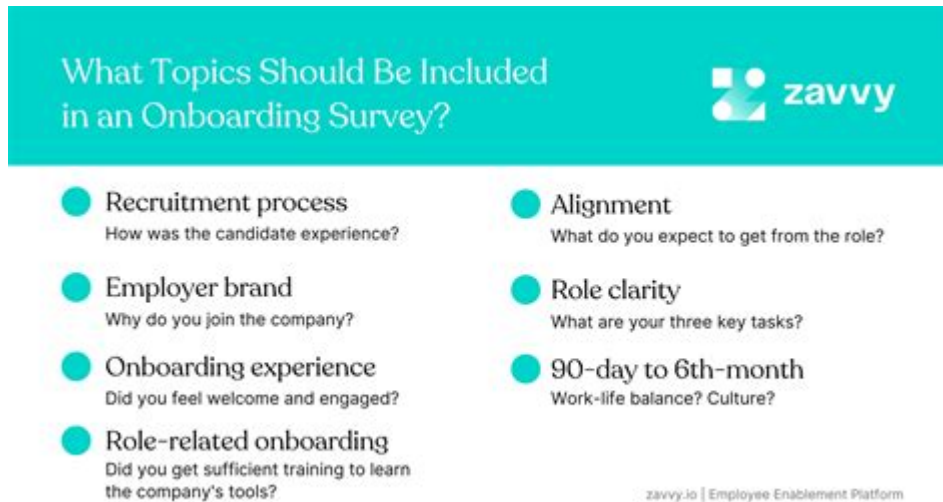 What Topics Should Be Included
in an Onboarding Survey?
zavvy
Recruitment process
How was the candidate experience?
Employer brand
Why do you join the company?
Onboarding experience
Did you feel welcome and engaged?
Role-related onboarding
Did you get sufficient training to learn
the company's tools?
Alignment
What do you expect to get from the role?
Role clarity
What are your three key tasks?
90-day to 6th-month
Work-life balance? Culture?
zavvy.io | Employee Enablement Platform